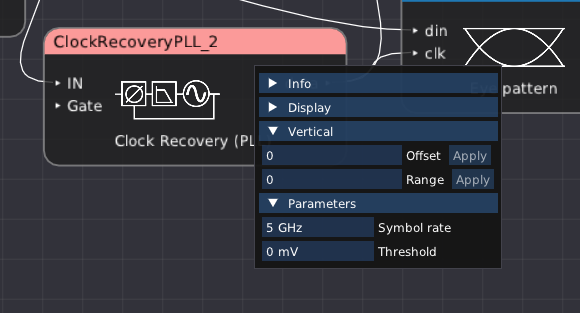 ClockRecoveryPLL_2
IN
Gate
Clock Recovery (PL
din
clk
pattern
Info
Display
Vertical
0 Offset Apply
0 Range Apply
Parameters
5 GHz Symbol rate
0 mV Threshold